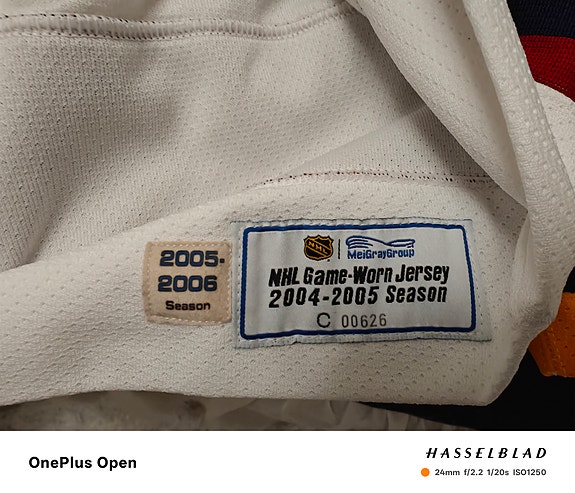 2005-
2006
Season
NHL
MeiGrayGroup
NHL Game-Worn Jersey
2004-2005 Season
C 00626
OnePlus Open
HASSELBLAD
24mm f/2.2 1/20s ISO1250